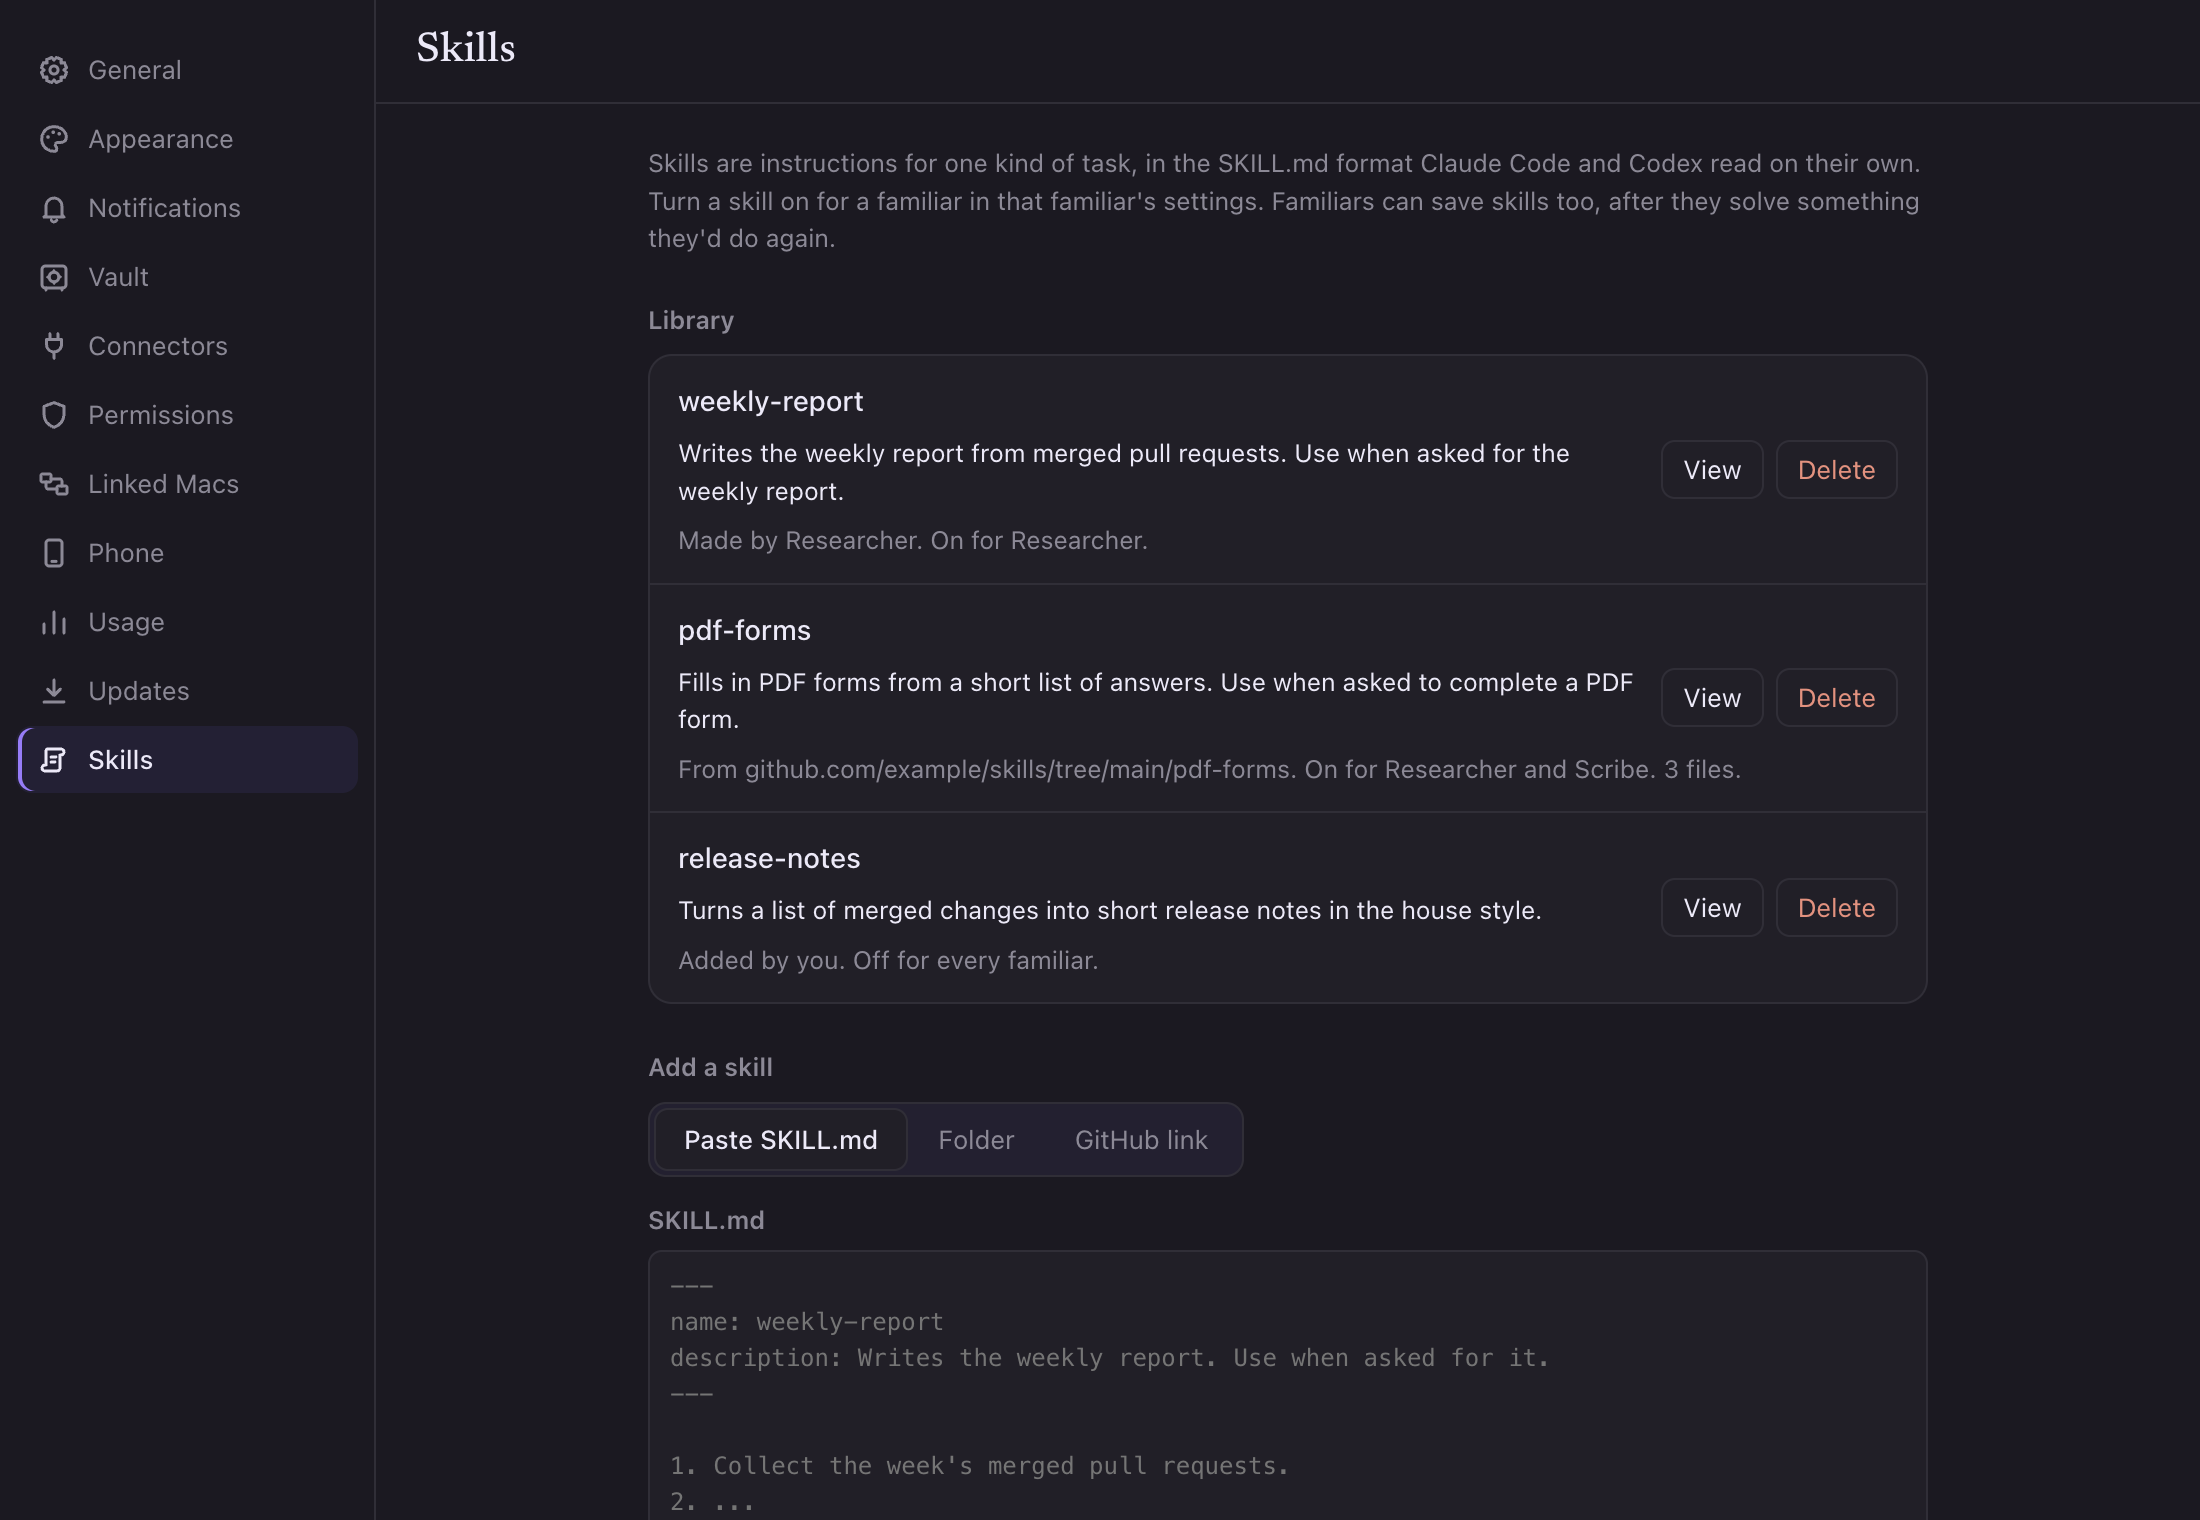 General
Appearance
Notifications
Vault
Connectors
Permissions
Linked Macs
Phone
Usage
Updates
Skills
Skills
Skills are instructions for one kind of task, in the SKILL.md format Claude Code and Codex read on their own.
Turn a skill on for a familiar in that familiar's settings. Familiars can save skills too, after they solve something
they'd do again.
Library
weekly-report
Writes the weekly report from merged pull requests. Use when asked for the
weekly report.
View
Delete
Made by Researcher. On for Researcher.
pdf-forms
Fills in PDF forms from a short list of answers. Use when asked to complete a PDF
form.
View
Delete
From github.com/example/skills/tree/main/pdf-forms. On for Researcher and Scribe. 3 files.
release-notes
Turns a list of merged changes into short release notes in the house style.
View
Delete
Added by you. Off for every familiar.
Add a skill
Paste SKILL.md
Folder
GitHub link
SKILL.md
---
name: weekly-report
description: Writes the weekly report. Use when asked for it.
---
1. Collect the week's merged pull requests.
2. ...